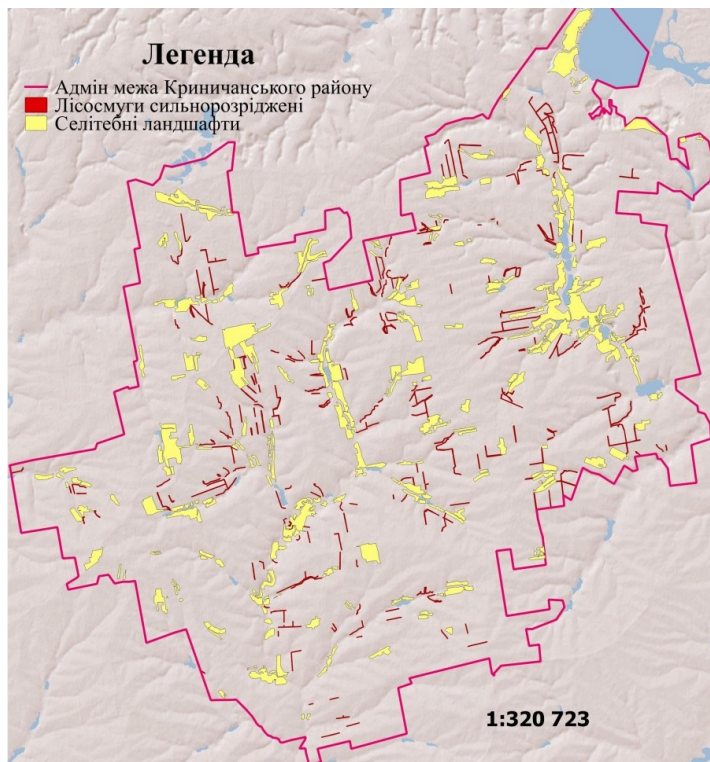 Легенда
Адмін межа Криничанського району
Лісосмуги сильнорозріджені
Селітебні ландшафти
1:320 723